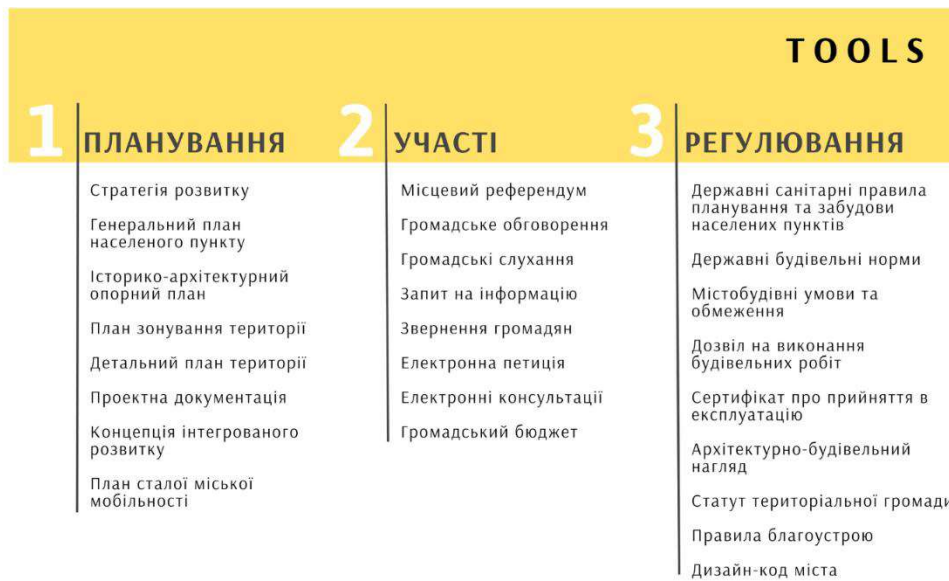 TOOLS
1 ПЛАНУВАННЯ
Стратегія розвитку
Генеральний план
населеного пункту
Історико-архітектурний
опорний план
План зонування території
Детальний план території
Проектна документація
Концепція інтегрованого
розвитку
План сталої міської
мобільності
2 УЧАСТІ
Місцевий референдум
Громадське обговорення
Громадські слухання
Запит на інформацію
Звернення громадян
Електронна петиція
Електронні консультації
Громадський бюджет
3 РЕГУЛЮВАННЯ
Державні санітарні правила
планування та забудови
населених пунктів
Державні будівельні норми
Містобудівні умови та
обмеження
Дозвіл на виконання
будівельних робіт
Сертифікат про прийняття в
експлуатацію
Архітектурно-будівельний
нагляд
Статут територіальної громади
Правила благоустрою
Дизайн-код міста